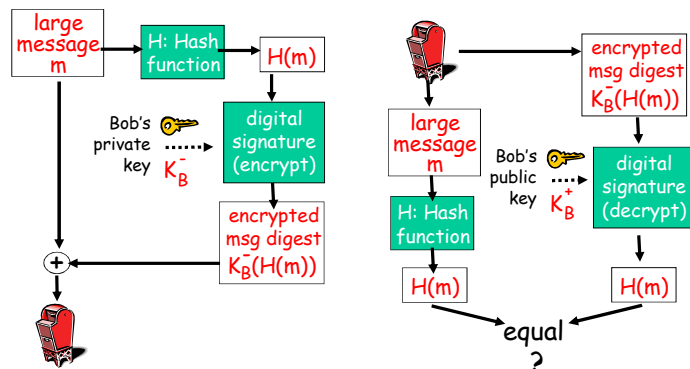 large
message
m
H: Hash
function
H(m)
Bob's
private
key
K_B^-
digital
signature
(encrypt)
encrypted
msg digest
K_B^-(H(m))
+
encrypted
msg digest
K_B^-(H(m))
large
message
m
H: Hash
function
H(m)
Bob's
public
key
K_B^+
digital
signature
(decrypt)
H(m)
equal
?